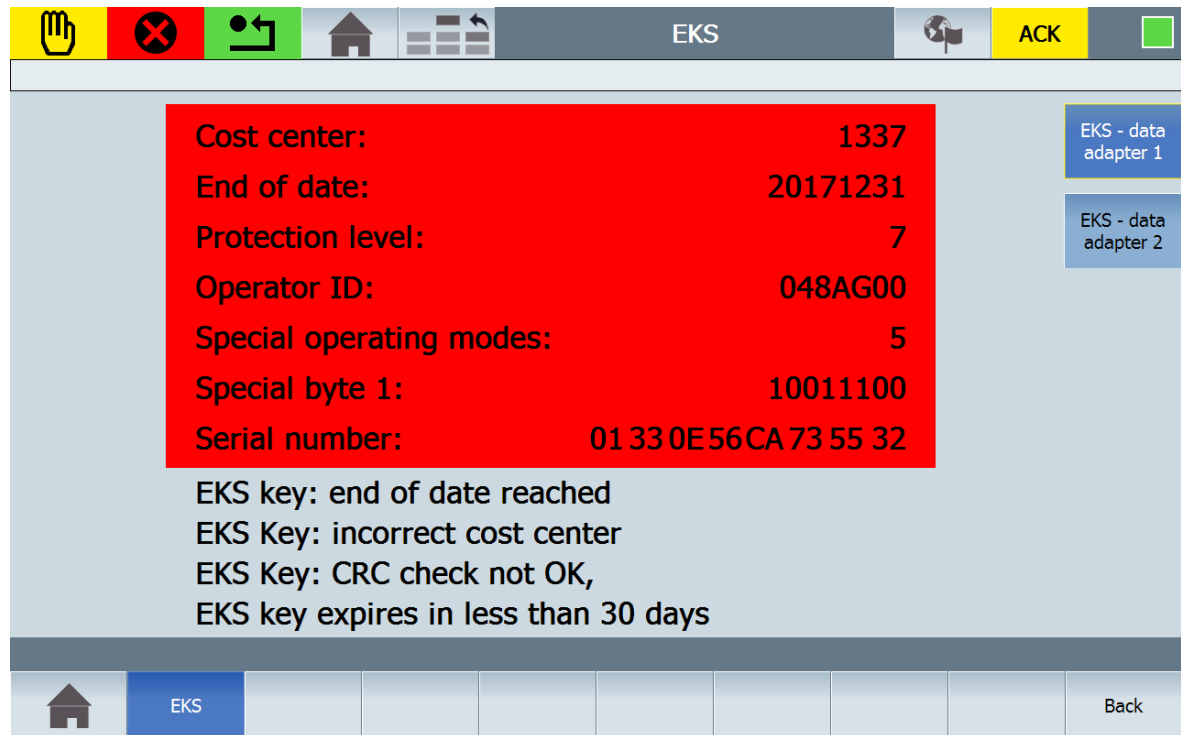 EKS
ACK
Cost center: 1337
End of date: 20171231
Protection level: 7
Operator ID: 048AG00
Special operating modes: 5
Special byte 1: 10011100
Serial number: 01 33 0E 56 CA 73 55 32
EKS key: end of date reached
EKS Key: incorrect cost center
EKS Key: CRC check not OK,
EKS key expires in less than 30 days
EKS - data
adapter 1
EKS - data
adapter 2
EKS
Back